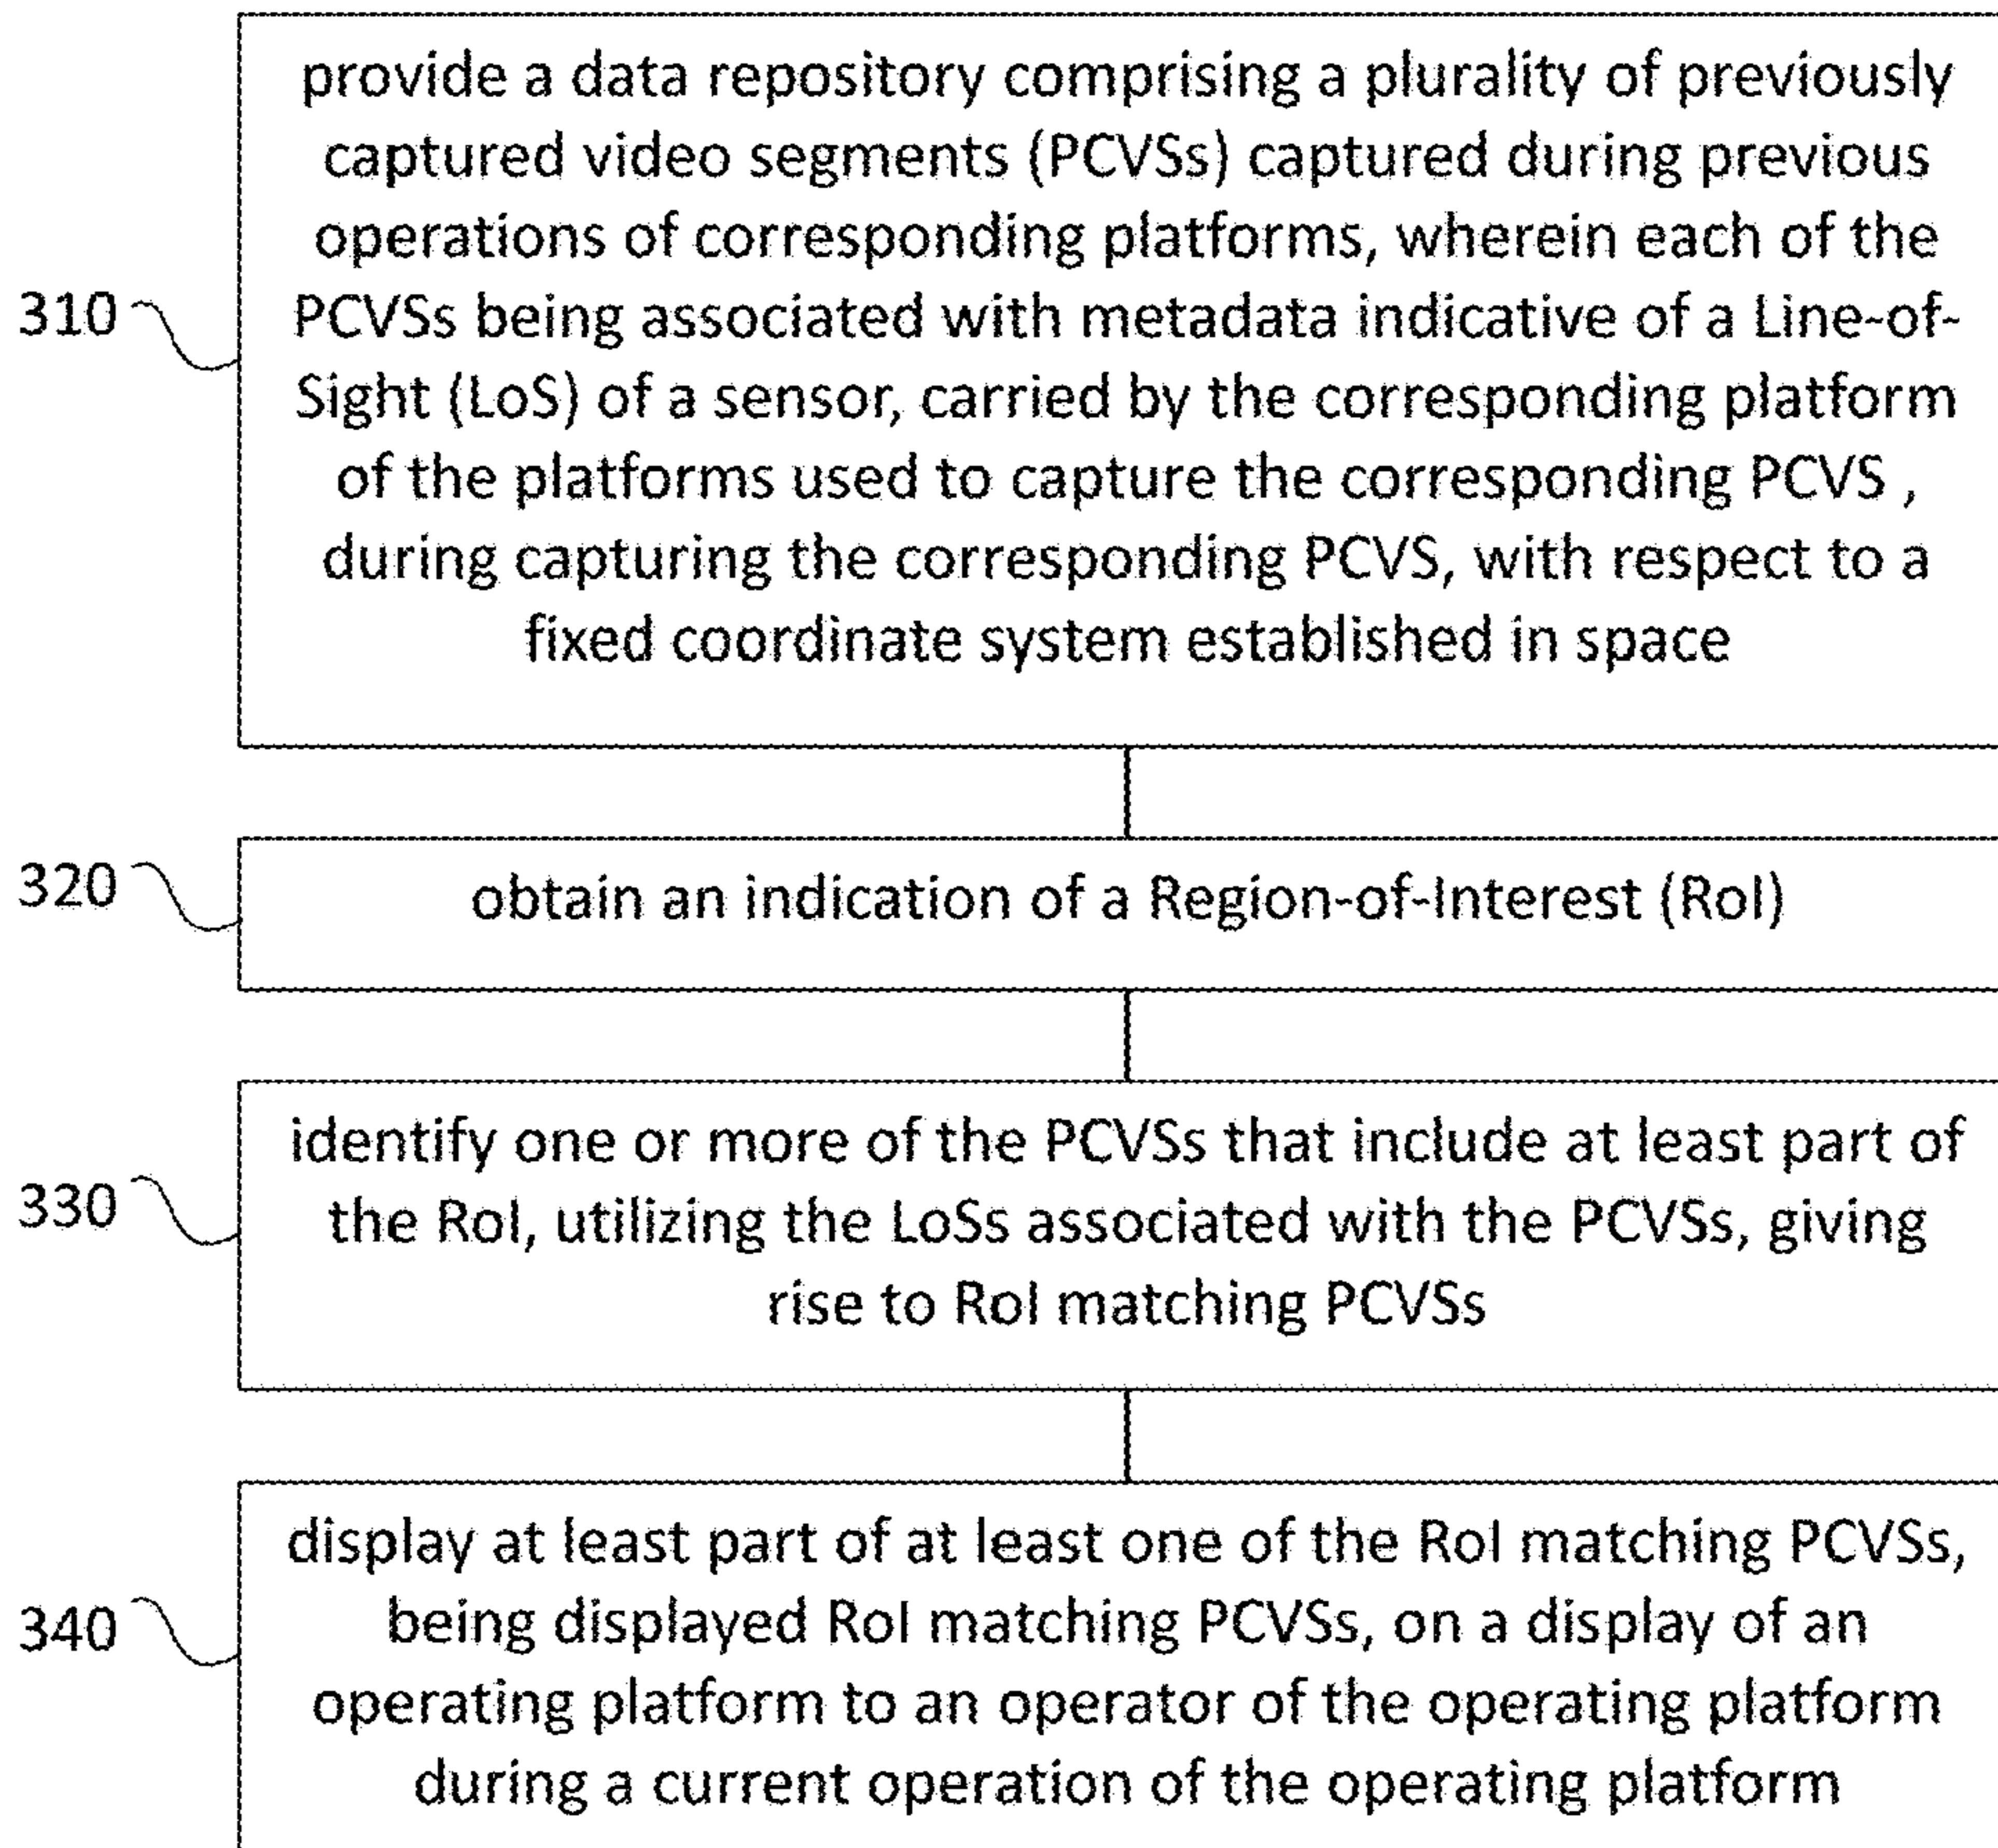 provide a data repository comprising a plurality of previously
captured video segments (PCVSs) captured during previous
operations of corresponding platforms, wherein each of the
310
PCVSs being associated with metadata indicative of a Line-of-
Sight (LoS) of a sensor, carried by the corresponding platform
of the platforms used to capture the corresponding PCVS ,
during capturing the corresponding PCVS, with respect to a
fixed coordinate system established in space
320
obtain an indication of a Region-of-Interest (RoI)
identify one or more of the PCVSs that include at least part of
330
the RoI, utilizing the LoSs associated with the PCVSs, giving
rise to RoI matching PCVSs
display at least part of at least one of the RoI matching PCVSs,
340
being displayed RoI matching PCVSs, on a display of an
operating platform to an operator of the operating platform
during a current operation of the operating platform